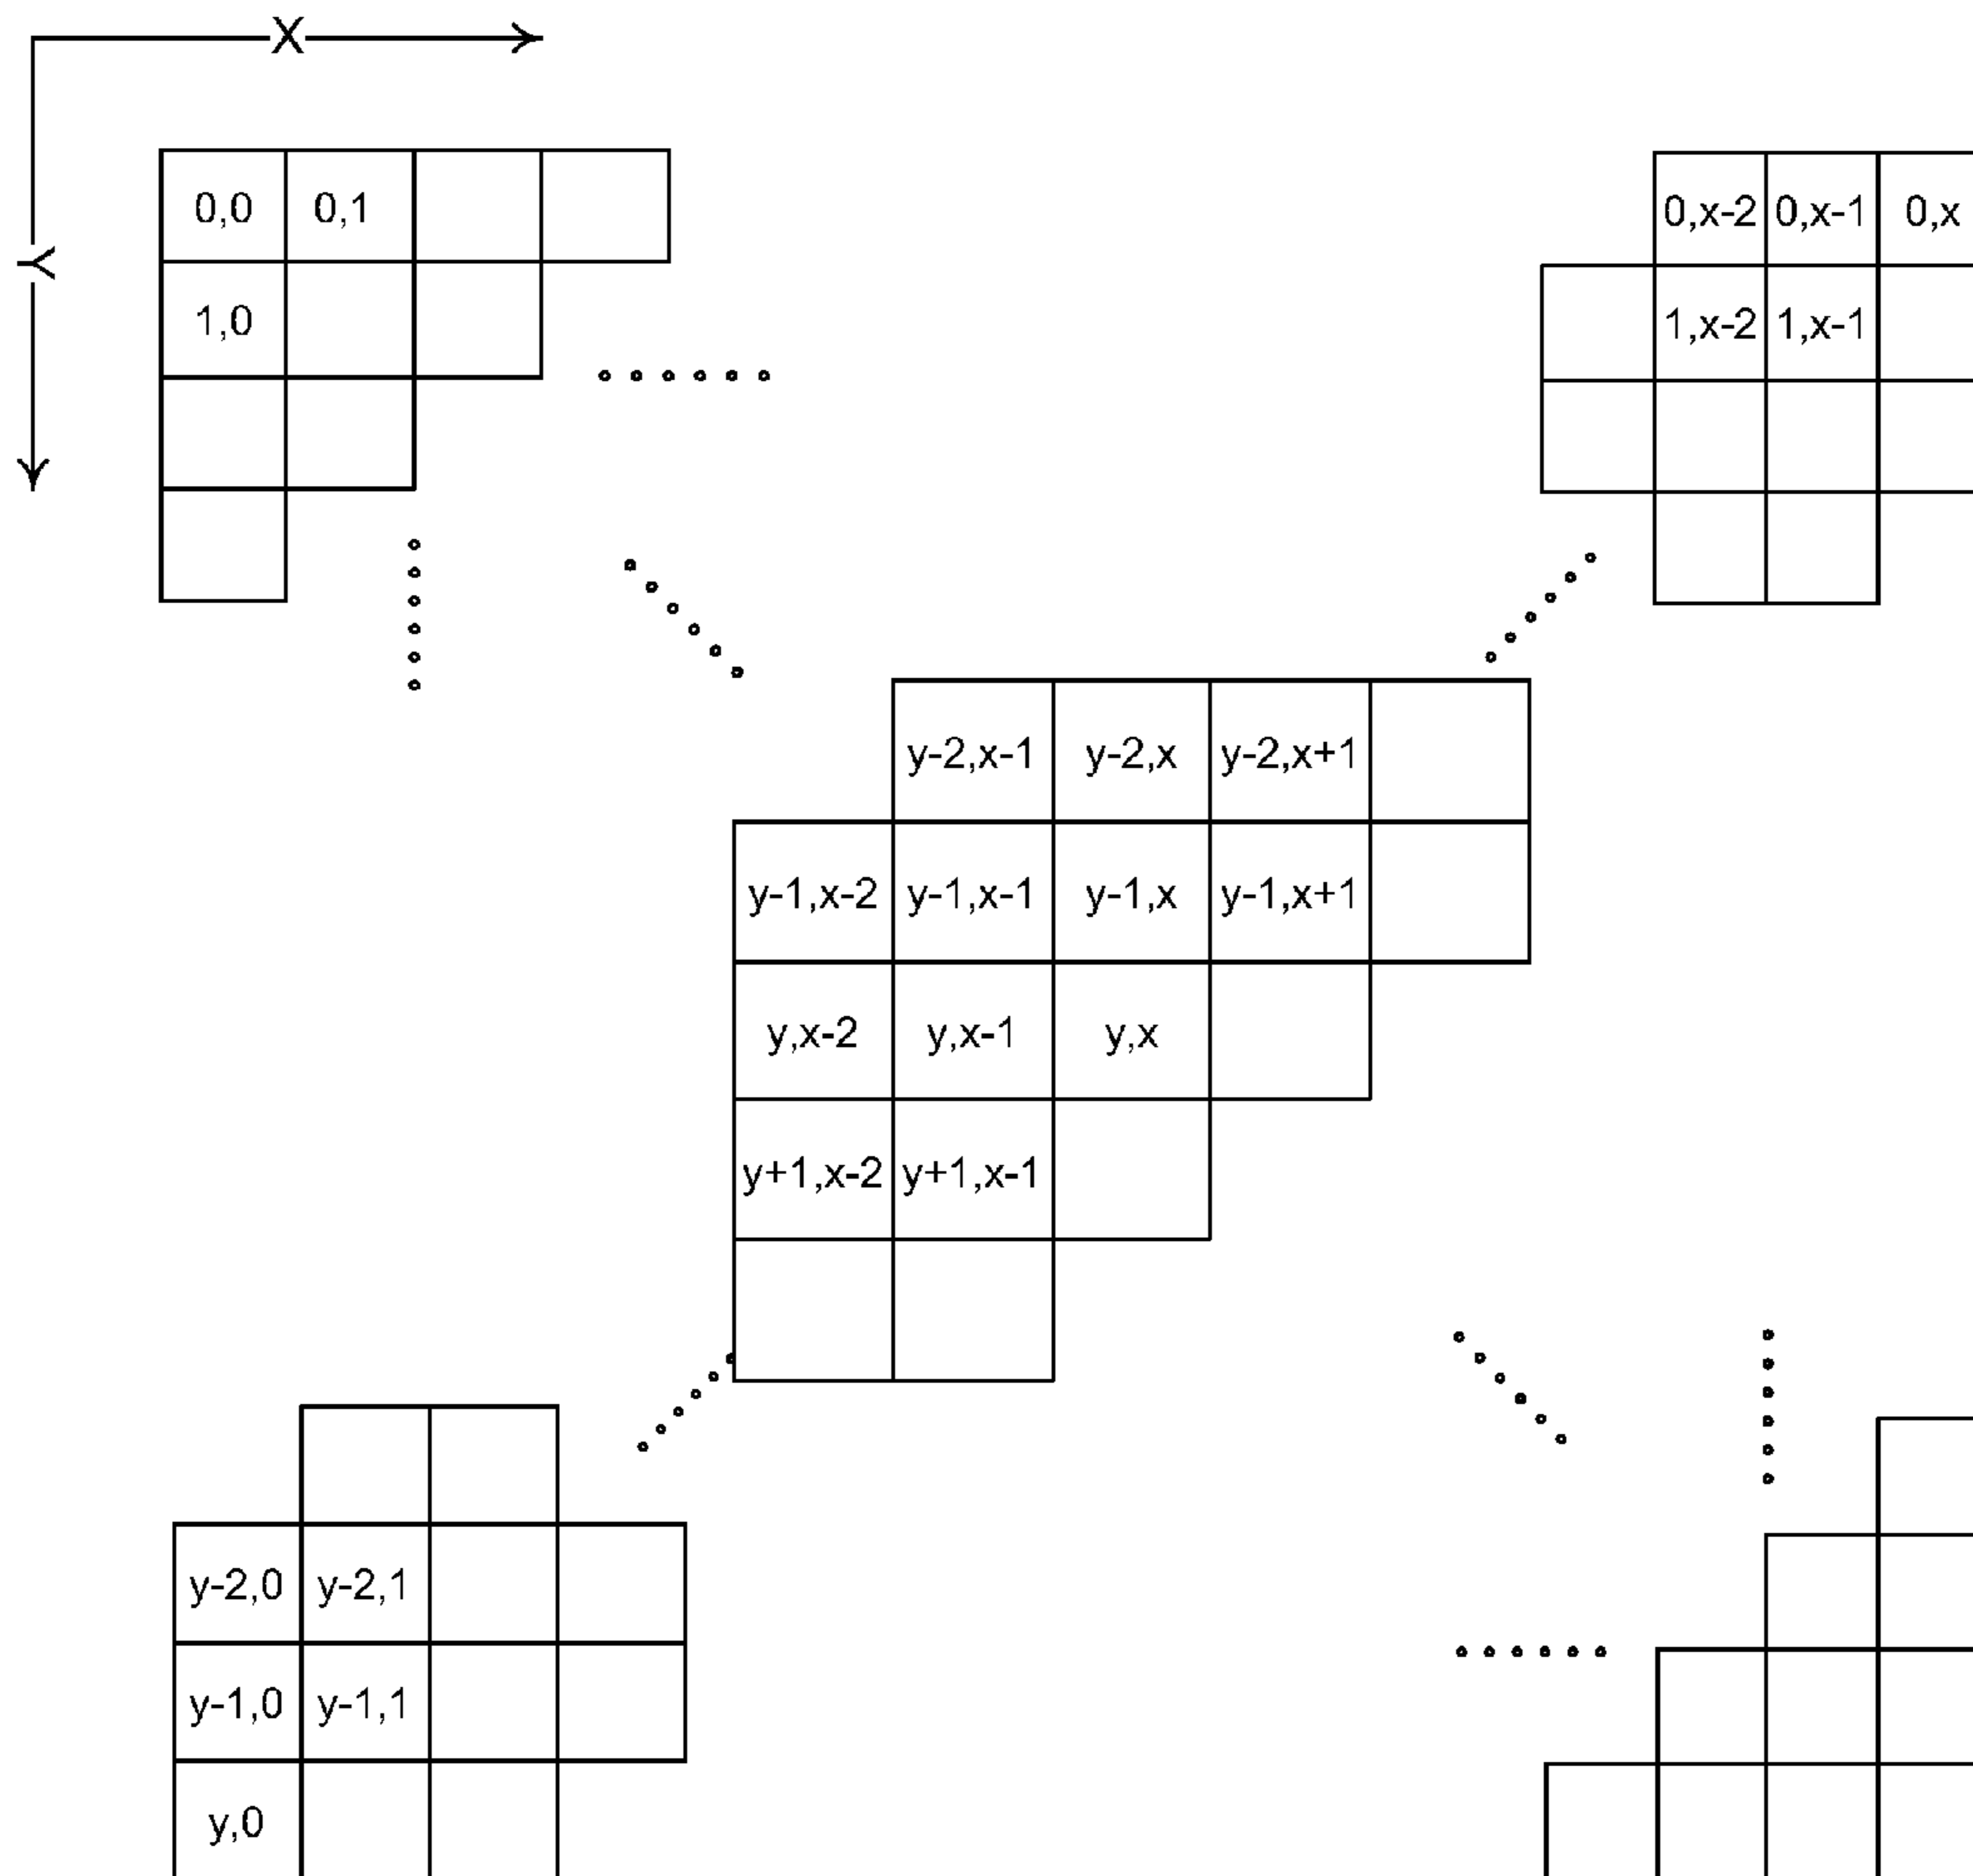 X
Y
0,0 0,1
1,0
0,x-2 0,x-1 0,x
1,x-2 1,x-1
y-2,x-1 y-2,x y-2,x+1
y-1,x-2 y-1,x-1 y-1,x y-1,x+1
y,x-2 y,x-1 y,x
y+1,x-2 y+1,x-1
y-2,0 y-2,1
y-1,0 y-1,1
y,0